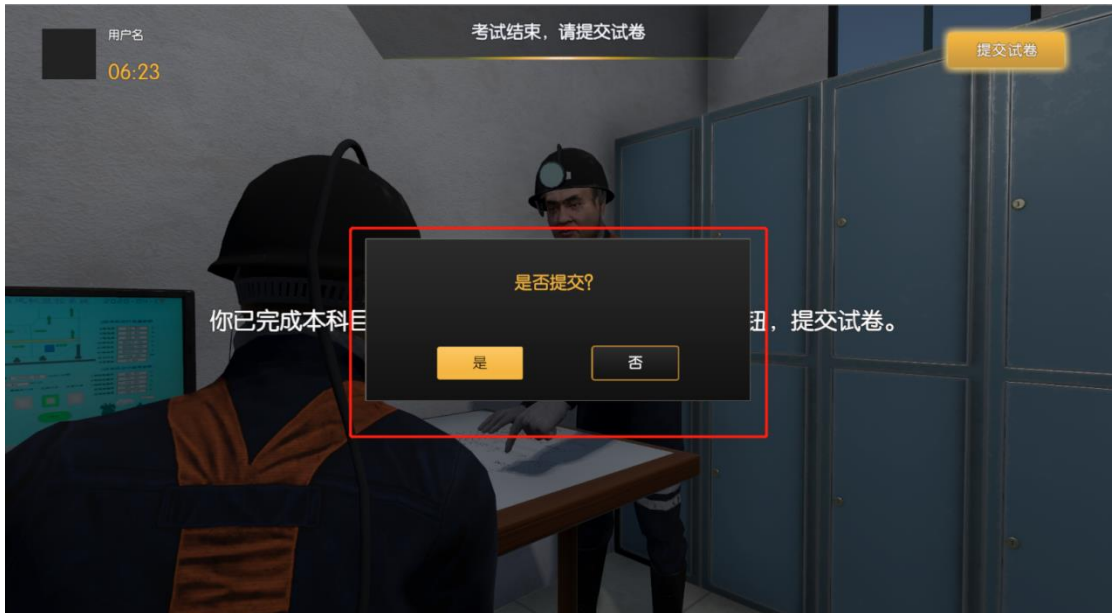 用户名
06:23
考试结束，请提交试卷
提交试卷
是否提交？
你已完成本科目
钮，提交试卷。
是
否